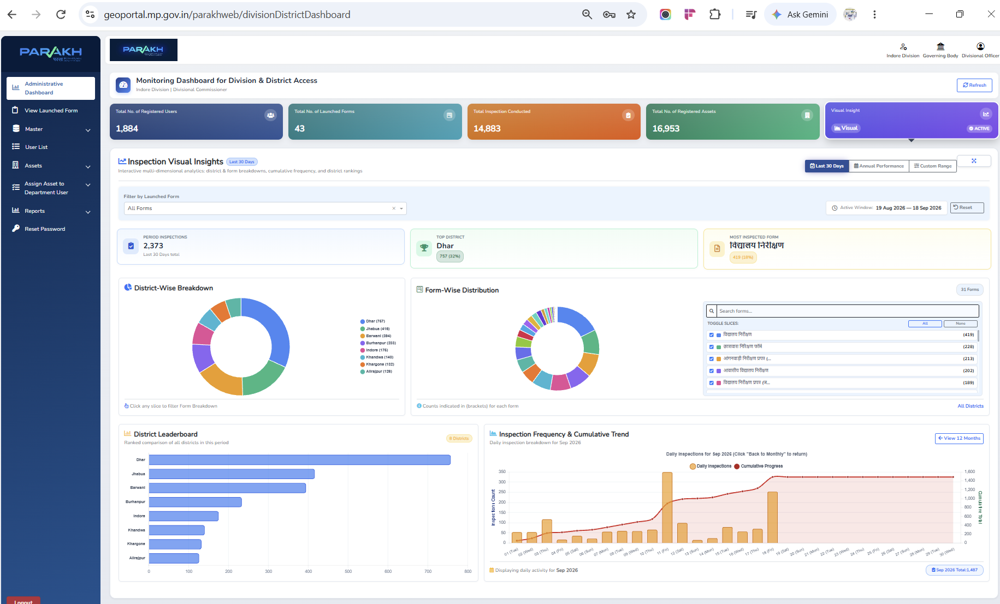 geoportal.mp.gov.in/parakhweb/divisionDistrictDashboard
Ask Gemini
PARAKH
परख
PARAKH
Indore Division
Governing Body
Divisional Officer
Administrative
Dashboard
View Launched Form
Master
User List
Assets
Assign Asset to
Department User
Reports
Reset Password
Logout
Monitoring Dashboard for Division & District Access
Indore Division | Divisional Commissioner
Refresh
Total No. of Registered Users
1,884
Total No. of Launched Forms
43
Total Inspection Conducted
14,883
Total No. of Registered Assets
16,953
Visual Insight
Visual
ACTIVE
Inspection Visual Insights Last 30 Days
Interactive multi-dimensional analytics: district & form breakdowns, cumulative frequency, and district rankings
Last 30 Days
Annual Performance
Custom Range
Filter by Launched Form
All Forms
Active Window: 19 Aug 2026 — 18 Sep 2026
Reset
PERIOD INSPECTIONS
2,373
Last 30 Days total
TOP DISTRICT
Dhar
757 (32%)
MOST INSPECTED FORM
विद्यालय निरीक्षण
419 (18%)
District-Wise Breakdown
Dhar (757)
Jhabua (416)
Barwani (394)
Burhanpur (233)
Indore (175)
Khandwa (140)
Khargone (132)
Alirajpur (126)
Click any slice to filter Form Breakdown
Form-Wise Distribution
31 Forms
Search forms...
TOGGLE SLICES:
All
None
विद्यालय निरीक्षण (419)
छात्रावास निरिक्षण फॉर्म (228)
आंगनवाड़ी निरीक्षण प्रपत्र (... (213)
आवासीय विद्यालय निरीक्षण (202)
विद्यालय निरीक्षण प्रपत्र (ज... (189)
Counts indicated in (brackets) for each form
All Districts
District Leaderboard
Ranked comparison of all districts in this period
8 Districts
Dhar
Jhabua
Barwani
Burhanpur
Indore
Khandwa
Khargone
Alirajpur
0 100 200 300 400 500 600 700 800
Inspection Frequency & Cumulative Trend
Daily inspection breakdown for Sep 2026
View 12 Months
Daily Inspections for Sep 2026 (Click "Back to Monthly" to return)
Daily Inspections
Cumulative Progress
Inspections Count
350
300
250
200
150
100
50
0
1,600
1,400
1,200
1,000
800
600
400
200
0
Cumulative Total
01 (Tue) 02 (Wed) 03 (Thu) 04 (Fri) 05 (Sat) 06 (Sun) 07 (Mon) 08 (Tue) 09 (Wed) 10 (Thu) 11 (Fri) 12 (Sat) 13 (Sun) 14 (Mon) 15 (Tue) 16 (Wed) 17 (Thu) 18 (Fri) 19 (Sat) 20 (Sun) 21 (Mon) 22 (Tue) 23 (Wed) 24 (Thu) 25 (Fri) 26 (Sat) 27 (Sun) 28 (Mon) 29 (Tue) 30 (Wed)
Displaying daily activity for Sep 2026
Sep 2026 Total:1,487